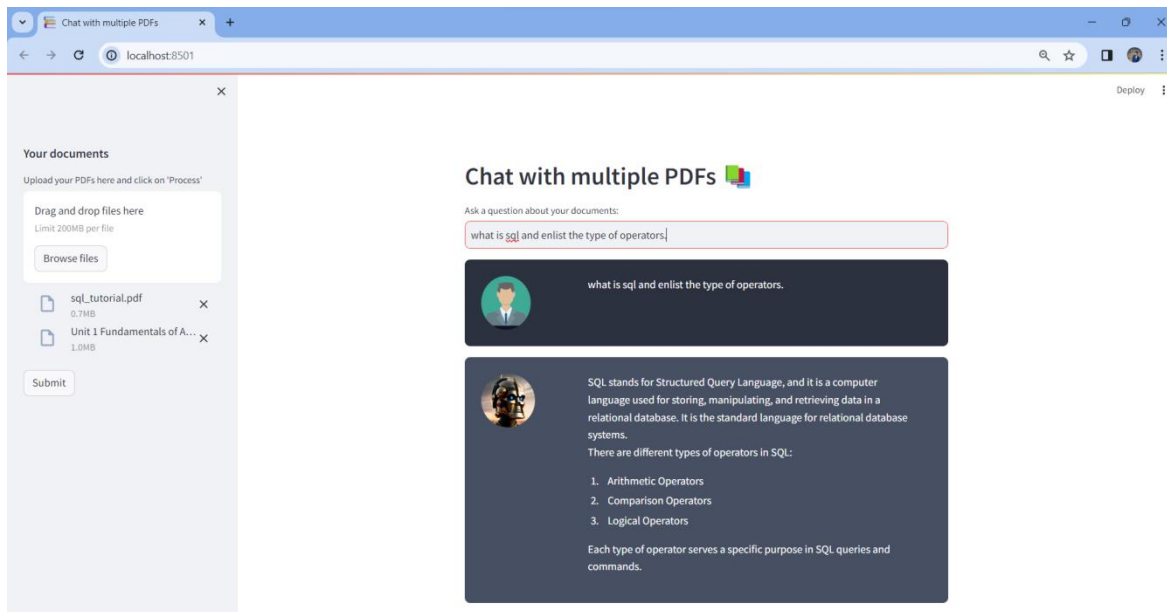 Chat with multiple PDFs
localhost:8501
Deploy
Your documents
Upload your PDFs here and click on 'Process'
Drag and drop files here
Limit 200MB per file
Browse files
sql_tutorial.pdf
0.7MB
Unit 1 Fundamentals of A...
1.0MB
Submit
Chat with multiple PDFs
Ask a question about your documents:
what is sql and enlist the type of operators.
what is sql and enlist the type of operators.
SQL stands for Structured Query Language, and it is a computer
language used for storing, manipulating, and retrieving data in a
relational database. It is the standard language for relational database
systems.
There are different types of operators in SQL:
1. Arithmetic Operators
2. Comparison Operators
3. Logical Operators
Each type of operator serves a specific purpose in SQL queries and
commands.